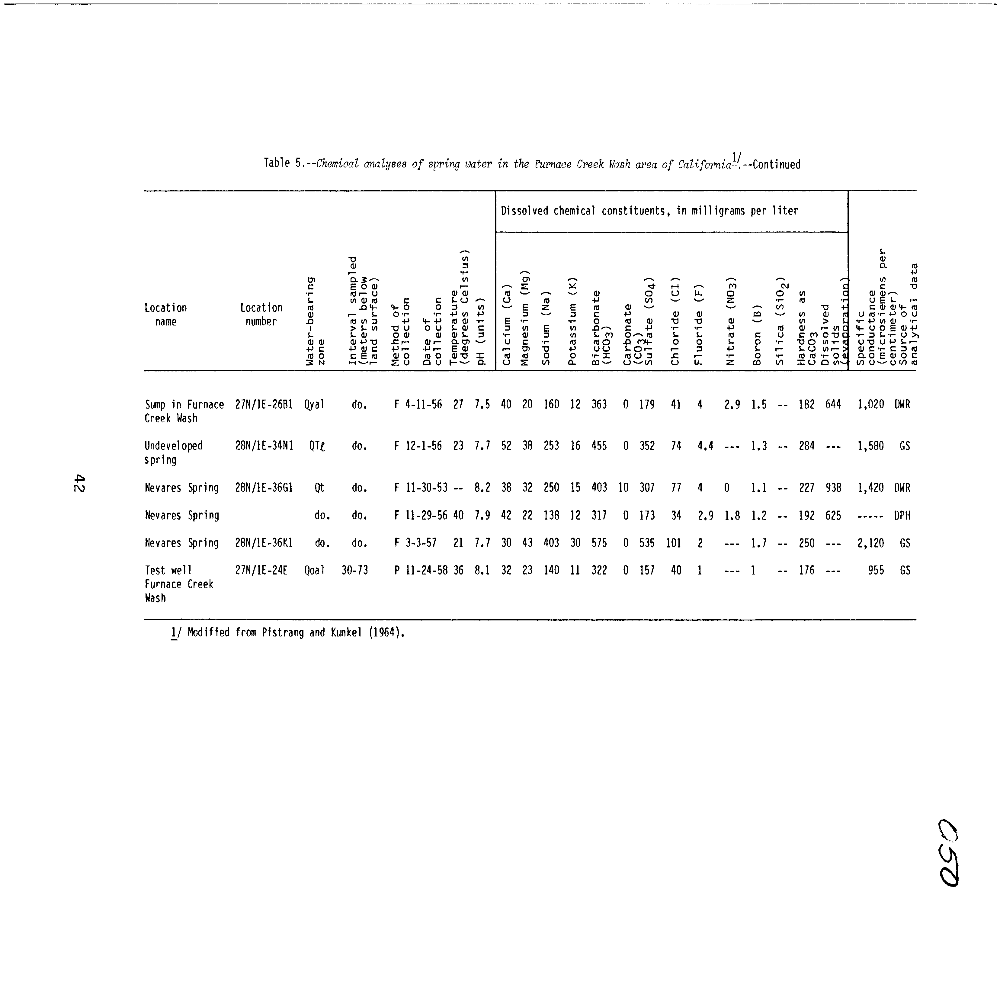 Table 5.--Chemical analyses of spring water in the Furnace Creek Wash area of California 1/.--Continued
Dissolved chemical constituents, in milligrams per liter
Location name
Location number
Water-bearing zone
Interval sampled (meters below land surface)
Method of collection
Date of collection
Temperature (degrees Celsius)
pH (units)
Calcium (Ca)
Magnesium (Mg)
Sodium (Na)
Potassium (K)
Bicarbonate (HCO3)
Carbonate (CO3)
Sulfate (SO4)
Chloride (Cl)
Fluoride (F)
Nitrate (NO3)
Boron (B)
Silica (SiO2)
Hardness as CaCO3
Dissolved solids (evaporation)
Specific conductance (microsiemens per centimeter)
Source of analytical data
Sump in Furnace 27N/1E-26B1 Qyal do. F 4-11-56 27 7.5 40 20 160 12 363 0 179 41 4 2.9 1.5 -- 182 644 1,020 DWR
Creek Wash
Undeveloped 28N/1E-34N1 QTℓ do. F 12-1-56 23 7.7 52 38 253 16 455 0 352 74 4.4 --- 1.3 -- 284 --- 1,580 GS
spring
Nevares Spring 28N/1E-36G1 Qt do. F 11-30-53 -- 8.2 38 32 250 15 403 10 307 77 4 0 1.1 -- 227 938 1,420 DWR
Nevares Spring do. do. F 11-29-56 40 7.9 42 22 138 12 317 0 173 34 2.9 1.8 1.2 -- 192 625 ----- DPH
Nevares Spring 28N/1E-36K1 do. do. F 3-3-57 21 7.7 30 43 403 30 575 0 535 101 2 --- 1.7 -- 250 --- 2,120 GS
Test well 27N/1E-24E Qoal 30-73 P 11-24-58 36 8.1 32 23 140 11 322 0 157 40 1 --- 1 -- 176 --- 955 GS
Furnace Creek
Wash
1/ Modified from Pistrang and Kunkel (1964).
42
050